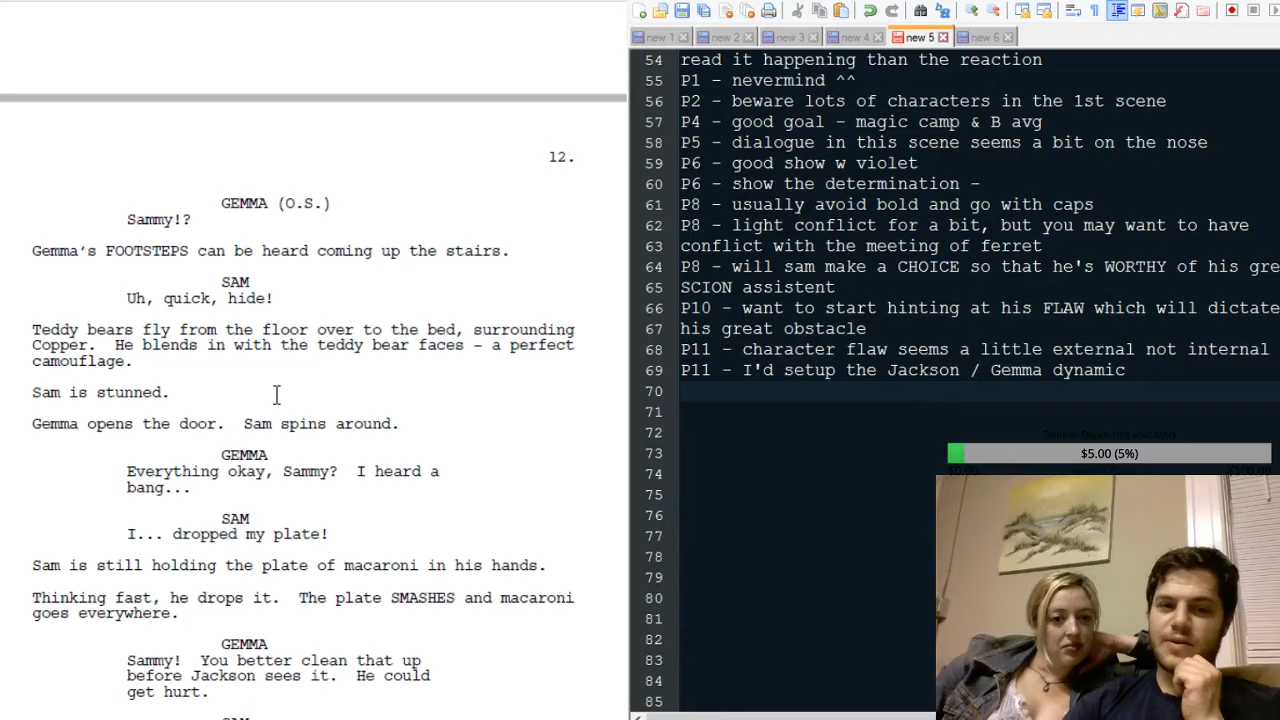 12.
GEMMA (O.S.)
Sammy!?
Gemma's FOOTSTEPS can be heard coming up the stairs.
SAM
Uh, quick, hide!
Teddy bears fly from the floor over to the bed, surrounding
Copper. He blends in with the teddy bear faces - a perfect
camouflage.
Sam is stunned.
Gemma opens the door. Sam spins around.
GEMMA
Everything okay, Sammy? I heard a
bang...
SAM
I... dropped my plate!
Sam is still holding the plate of macaroni in his hands.
Thinking fast, he drops it. The plate SMASHES and macaroni
goes everywhere.
GEMMA
Sammy! You better clean that up
before Jackson sees it. He could
get hurt.
SAM
new 1
new 2
new 3
new 4
new 5
new 6
54 read it happening than the reaction
55 P1 - nevermind ^^
56 P2 - beware lots of characters in the 1st scene
57 P4 - good goal - magic camp & B avg
58 P5 - dialogue in this scene seems a bit on the nose
59 P6 - good show w violet
60 P6 - show the determination -
61 P8 - usually avoid bold and go with caps
62 P8 - light conflict for a bit, but you may want to have
63 conflict with the meeting of ferret
64 P8 - will sam make a CHOICE so that he's WORTHY of his gre
65 SCION assistent
66 P10 - want to start hinting at his FLAW which will dictate
67 his great obstacle
68 P11 - character flaw seems a little external not internal
69 P11 - I'd setup the Jackson / Gemma dynamic
70
71
72
73
74
75
76
77
78
79
80
81
82
83
84
85
$5.00 (5%)